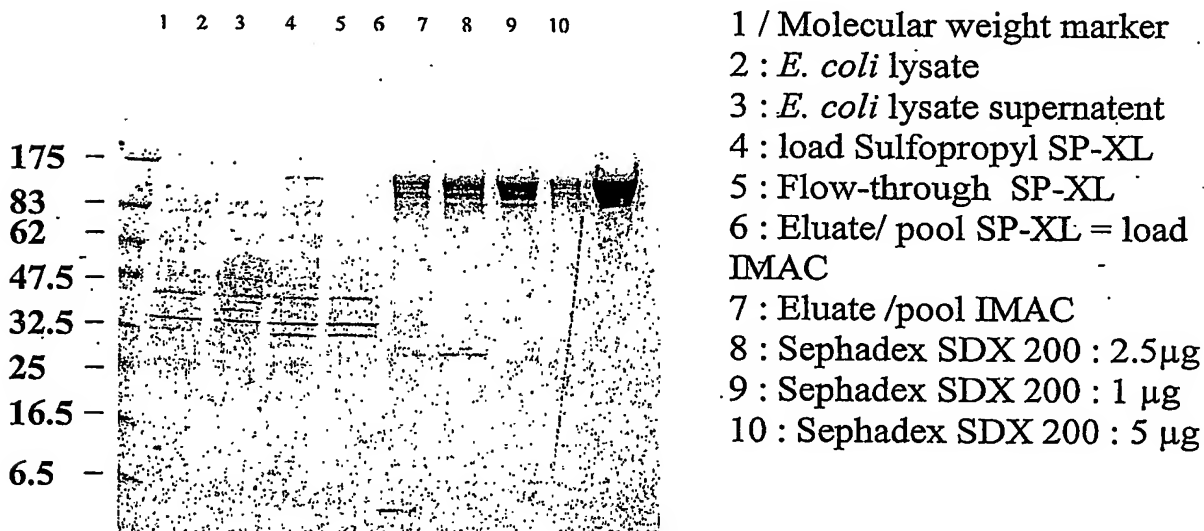 1 2 3 4 5 6 7 8 9 10
175 –
83 –
62 –
47.5 –
32.5 –
25 –
16.5 –
6.5 –
1 / Molecular weight marker
2 : E. coli lysate
3 : E. coli lysate supernatent
4 : load Sulfopropyl SP-XL
5 : Flow-through SP-XL
6 : Eluate/ pool SP-XL = load
IMAC
7 : Eluate /pool IMAC
8 : Sephadex SDX 200 : 2.5µg
9 : Sephadex SDX 200 : 1 µg
10 : Sephadex SDX 200 : 5 µg